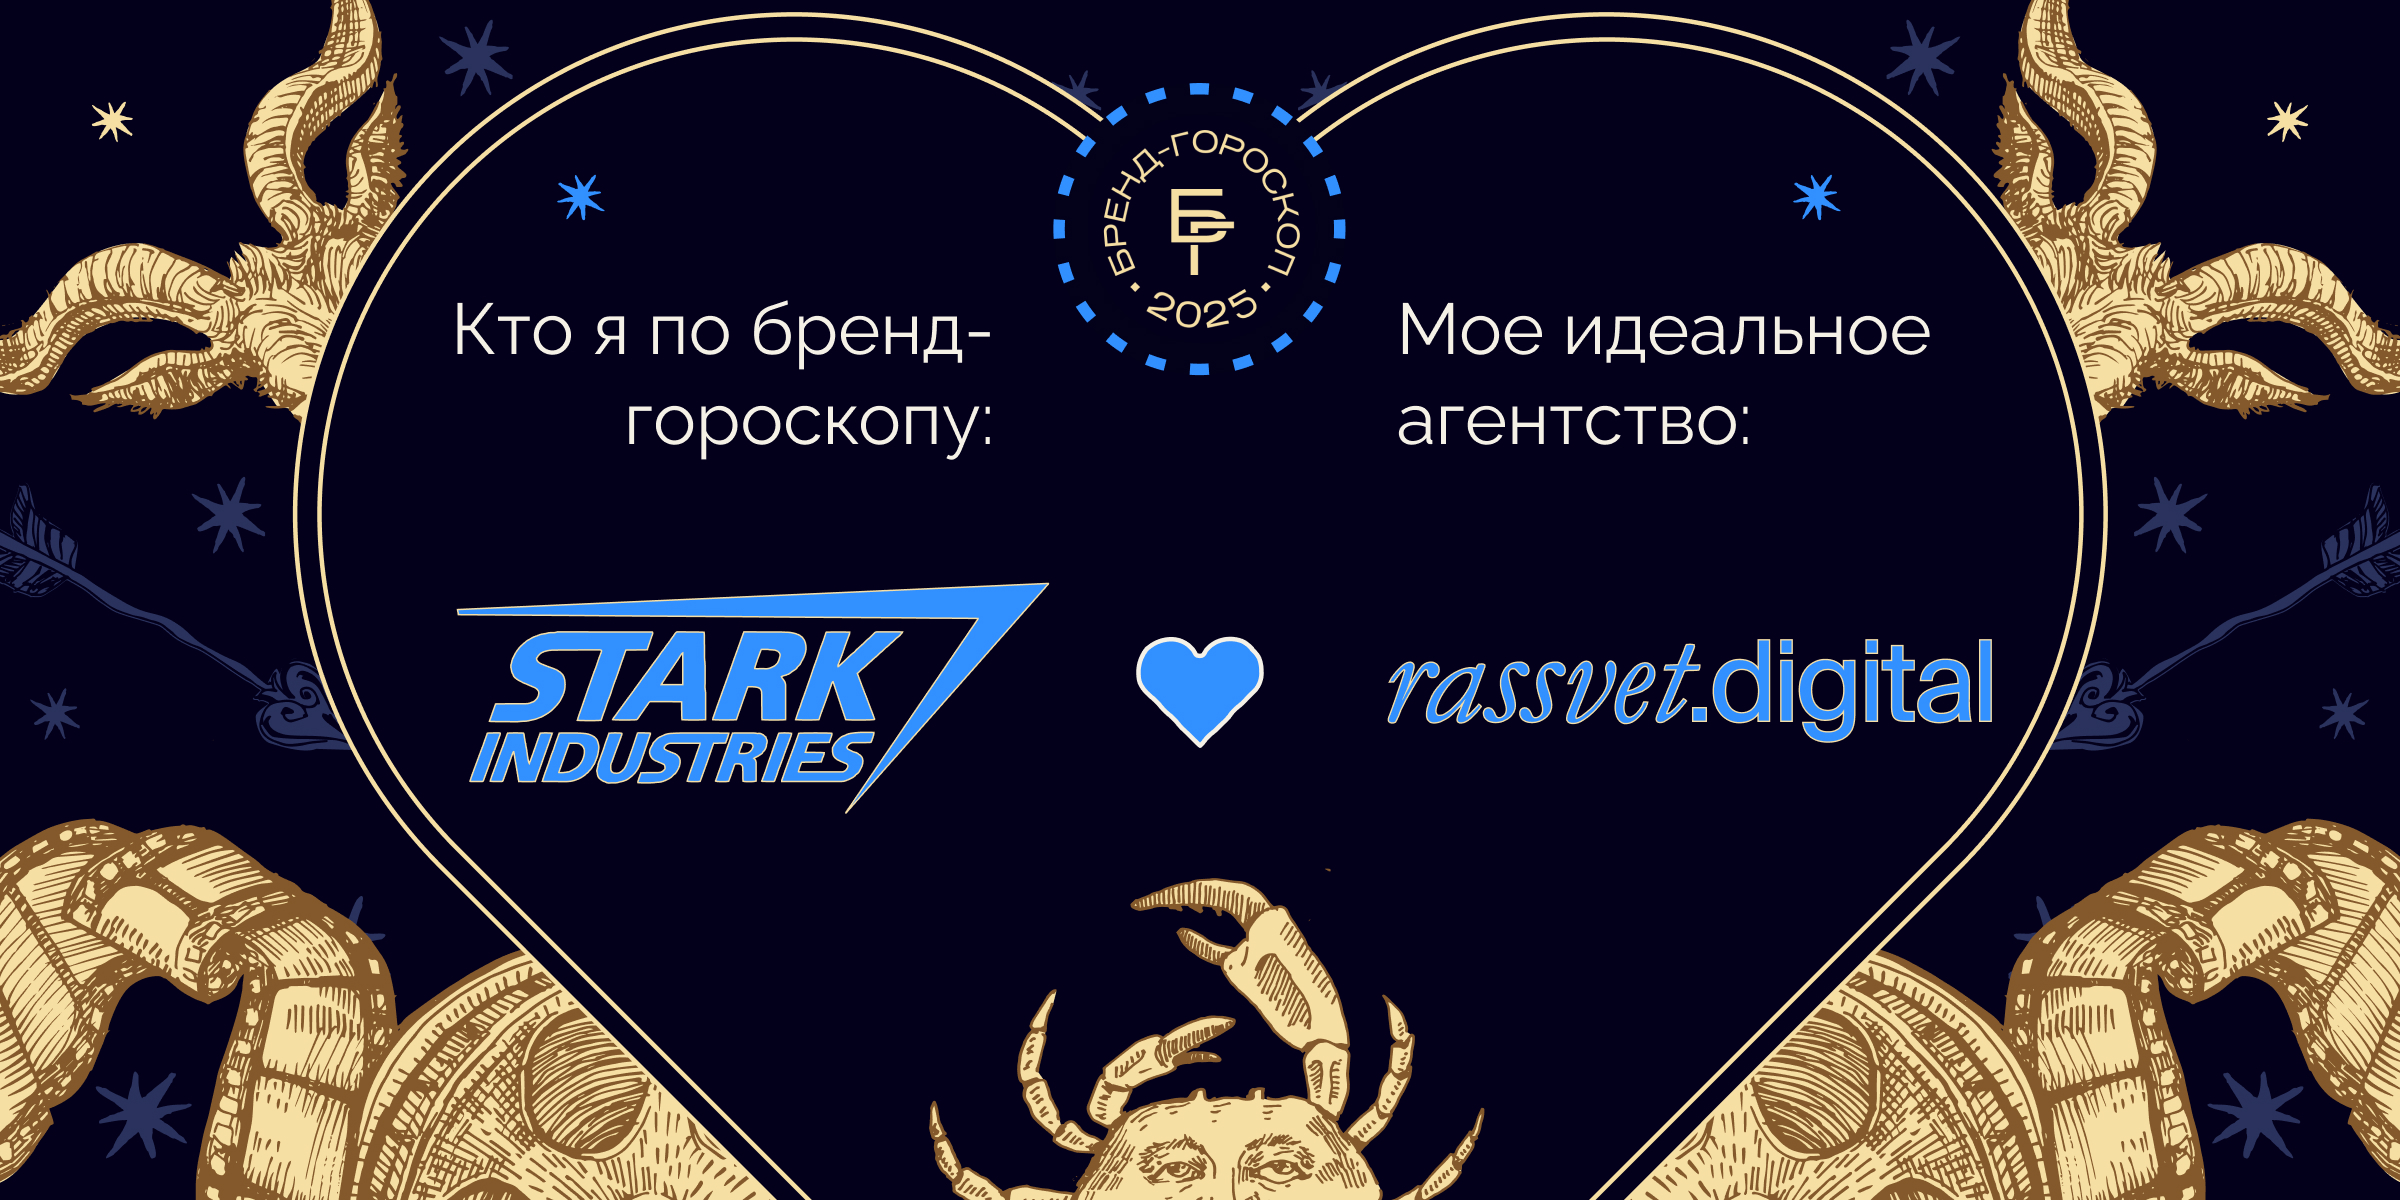 БРЕНД-ГОРОСКОП
БГ
• 2025 •
Кто я по бренд-
гороскопу:
Мое идеальное
агентство:
STARK
INDUSTRIES
rassvet.digital